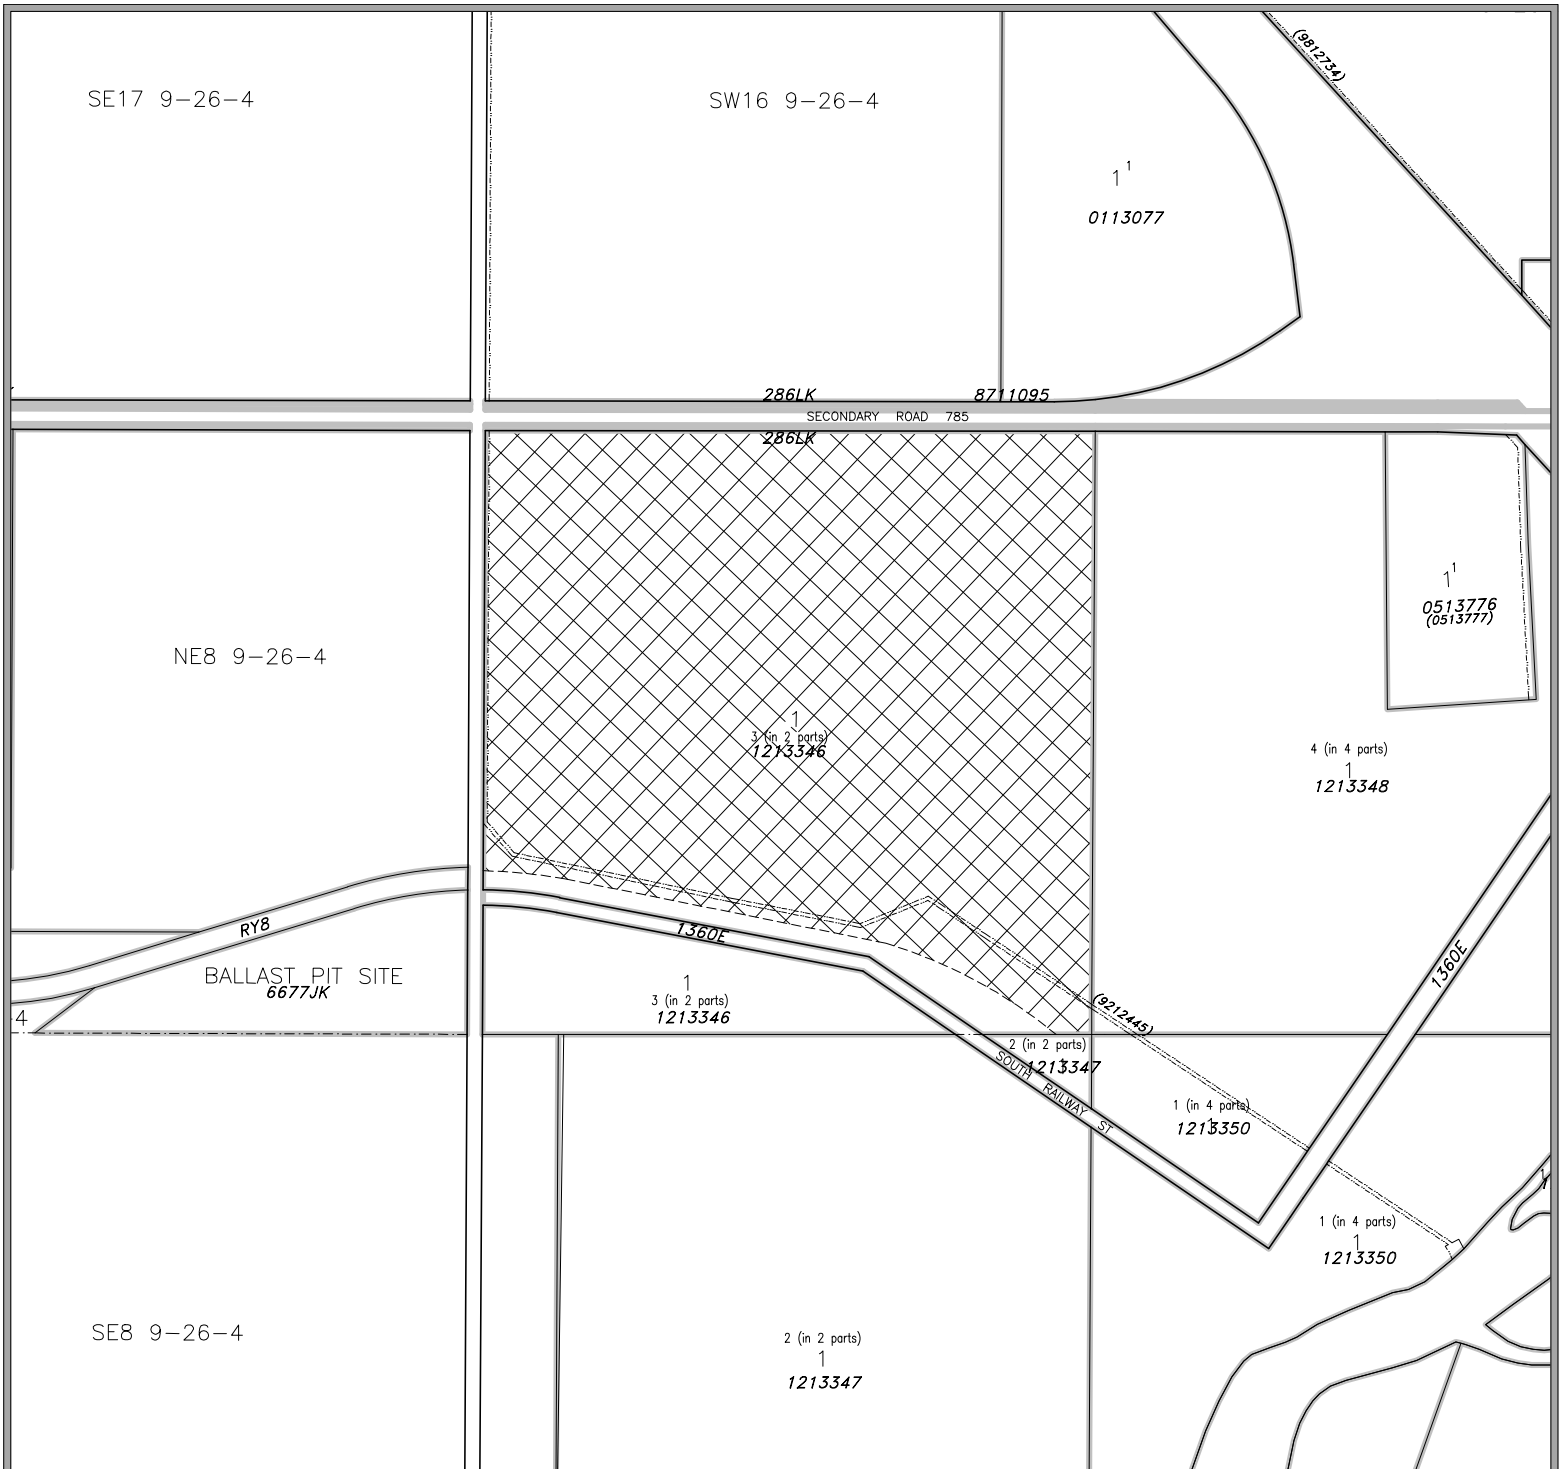 (9812734)
SE17 9-26-4
SW16 9-26-4
1 1
0113077
286LK
8711095
SECONDARY ROAD 785
286LK
1 1
0513776
(0513777)
NE8 9-26-4
1
3 (in 2 parts)
1213346
4 (in 4 parts)
1
1213348
RY8
1360E
1360E
BALLAST PIT SITE
6677JK
1
3 (in 2 parts)
1213346
(9212445)
4
2 (in 2 parts)
1
1213347
SOUTH RAILWAY ST
1 (in 4 parts)
1
1213350
1 (in 4 parts)
1
1213350
SE8 9-26-4
2 (in 2 parts)
1
1213347